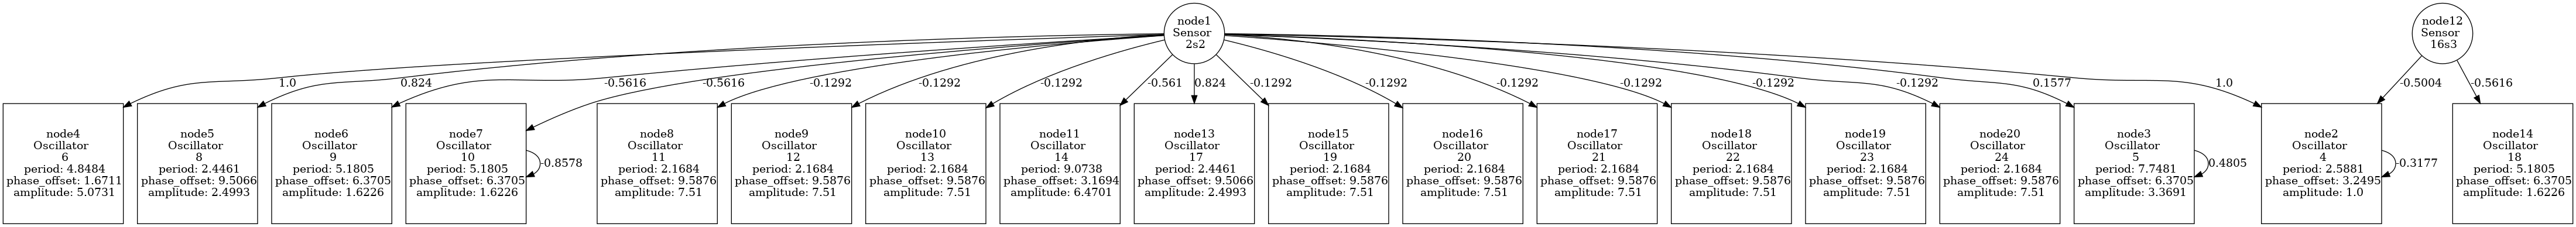 node1
Sensor
2s2
node12
Sensor
16s3
1.0
0.824
-0.5616
-0.5616
-0.1292
-0.1292
-0.1292
-0.561
0.824
-0.1292
-0.1292
-0.1292
-0.1292
-0.1292
-0.1292
0.1577
1.0
-0.5004
-0.5616
node4
Oscillator
6
period: 4.8484
phase_offset: 1.6711
amplitude: 5.0731
node5
Oscillator
8
period: 2.4461
phase_offset: 9.5066
amplitude: 2.4993
node6
Oscillator
9
period: 5.1805
phase_offset: 6.3705
amplitude: 1.6226
node7
Oscillator
10
period: 5.1805
phase_offset: 6.3705
amplitude: 1.6226
-0.8578
node8
Oscillator
11
period: 2.1684
phase_offset: 9.5876
amplitude: 7.51
node9
Oscillator
12
period: 2.1684
phase_offset: 9.5876
amplitude: 7.51
node10
Oscillator
13
period: 2.1684
phase_offset: 9.5876
amplitude: 7.51
node11
Oscillator
14
period: 9.0738
phase_offset: 3.1694
amplitude: 6.4701
node13
Oscillator
17
period: 2.4461
phase_offset: 9.5066
amplitude: 2.4993
node15
Oscillator
19
period: 2.1684
phase_offset: 9.5876
amplitude: 7.51
node16
Oscillator
20
period: 2.1684
phase_offset: 9.5876
amplitude: 7.51
node17
Oscillator
21
period: 2.1684
phase_offset: 9.5876
amplitude: 7.51
node18
Oscillator
22
period: 2.1684
phase_offset: 9.5876
amplitude: 7.51
node19
Oscillator
23
period: 2.1684
phase_offset: 9.5876
amplitude: 7.51
node20
Oscillator
24
period: 2.1684
phase_offset: 9.5876
amplitude: 7.51
node3
Oscillator
5
period: 7.7481
phase_offset: 6.3705
amplitude: 3.3691
0.4805
node2
Oscillator
4
period: 2.5881
phase_offset: 3.2495
amplitude: 1.0
-0.3177
node14
Oscillator
18
period: 5.1805
phase_offset: 6.3705
amplitude: 1.6226